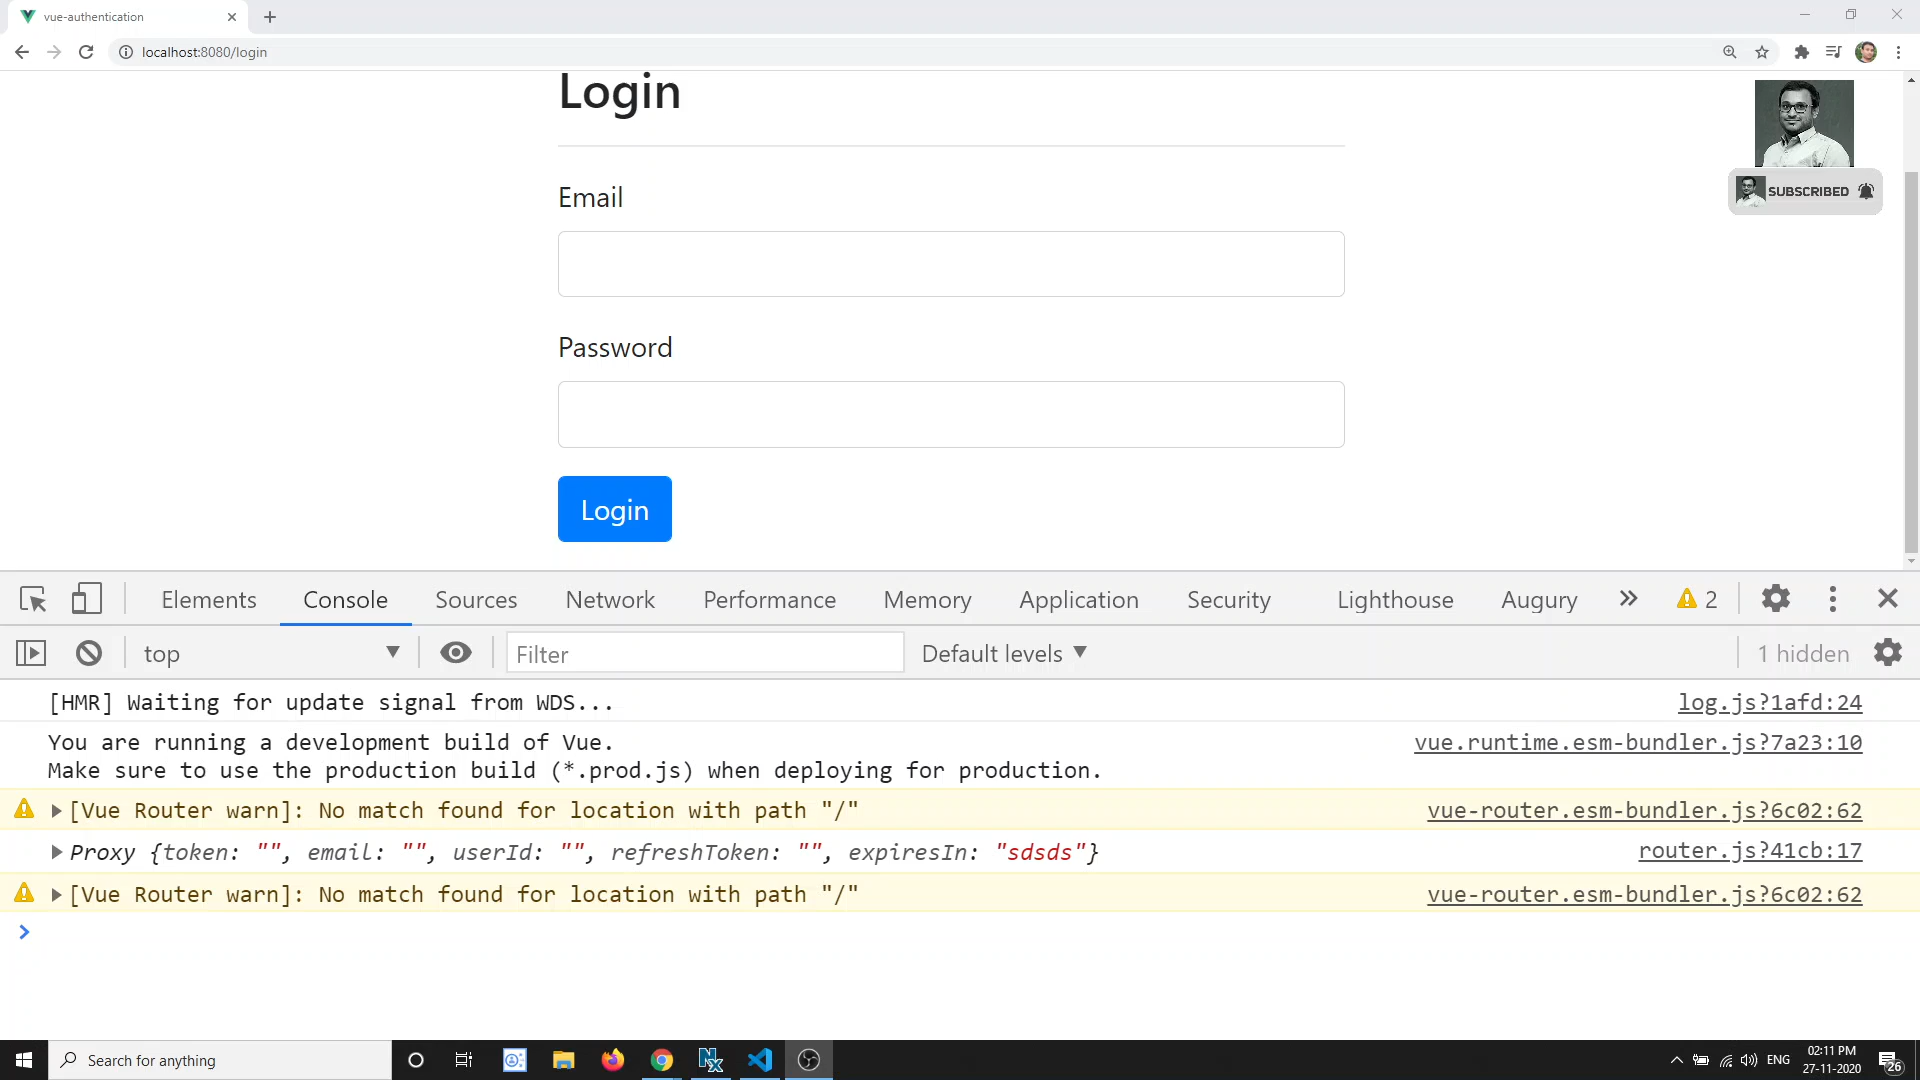 vue-authentication
localhost:8080/login
Login
SUBSCRIBED
Email
Password
Login
Elements Console Sources Network Performance Memory Application Security Lighthouse Augury 2
top Filter Default levels 1 hidden
[HMR] Waiting for update signal from WDS... log.js?1afd:24
You are running a development build of Vue. vue.runtime.esm-bundler.js?7a23:10
Make sure to use the production build (*.prod.js) when deploying for production.
[Vue Router warn]: No match found for location with path "/" vue-router.esm-bundler.js?6c02:62
Proxy {token: "", email: "", userId: "", refreshToken: "", expiresIn: "sdsds"} router.js?41cb:17
[Vue Router warn]: No match found for location with path "/" vue-router.esm-bundler.js?6c02:62
Search for anything
ENG
02:11 PM
27-11-2020
26